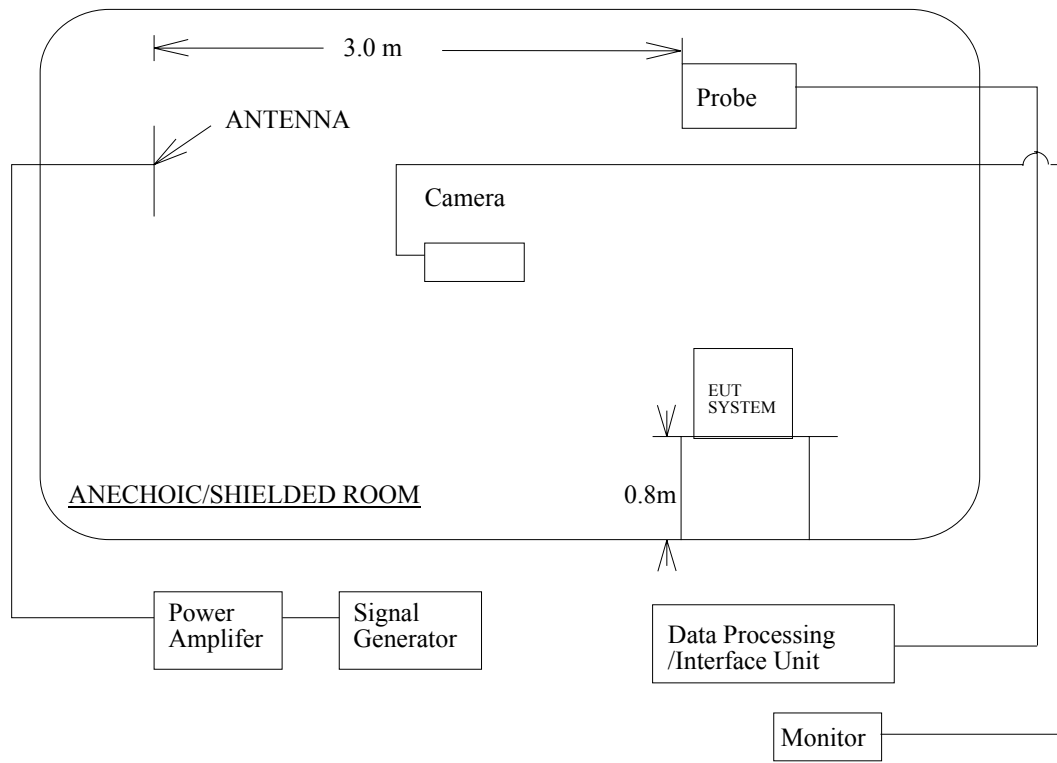 3.0 m
Probe
ANTENNA
Camera
EUT
SYSTEM
ANECHOIC/SHIELDED ROOM
0.8m
Power
Amplifer
Signal
Generator
Data Processing
/Interface Unit
Monitor